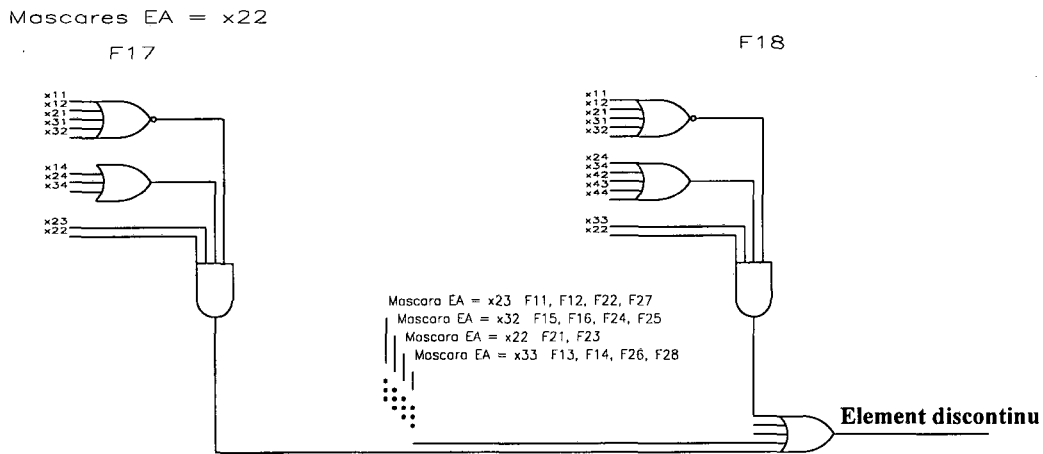 Mascares EA = x22
F17
F18
x11
x12
x21
x31
x32
x14
x24
x34
x23
x22
x11
x12
x21
x31
x32
x24
x34
x42
x43
x44
x33
x22
Mascara EA = x23 F11, F12, F22, F27
Mascara EA = x32 F15, F16, F24, F25
Mascara EA = x22 F21, F23
Mascara EA = x33 F13, F14, F26, F28
Element discontinu